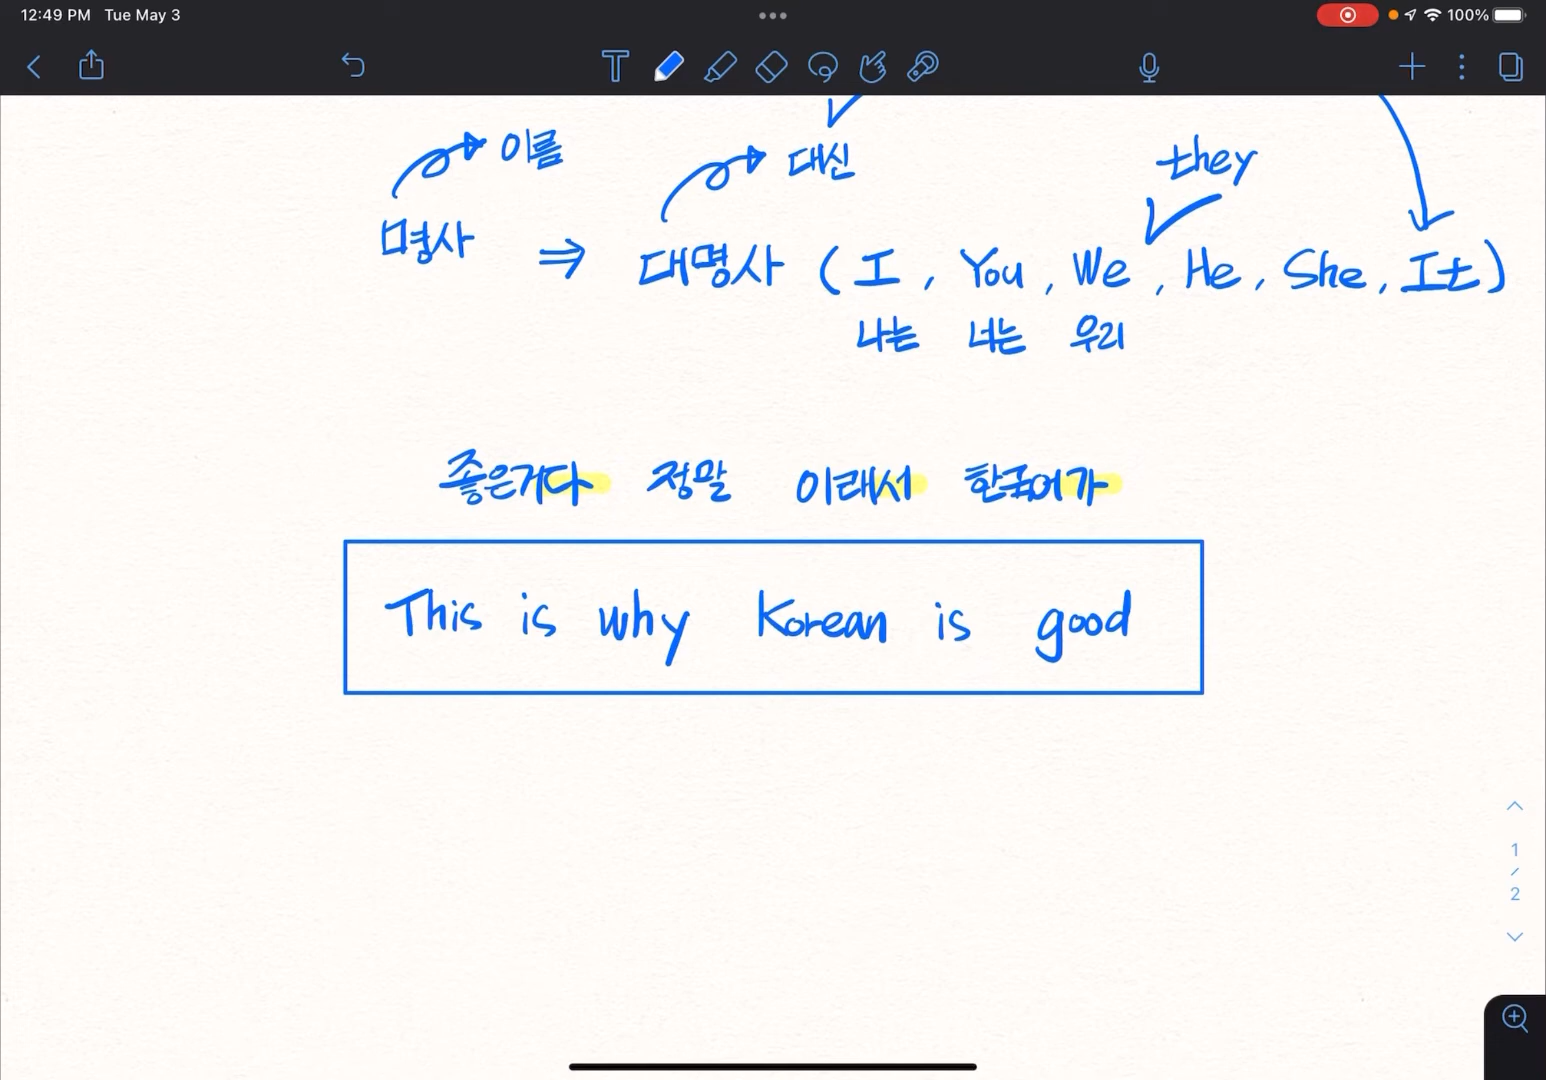 12:49 PM Tue May 3
100%
이름 대신 they
명사 ⇒ 대명사 ( I , You , We , He , She , It )
나는 너는 우리
좋은거다 정말 이래서 한국어가
This is why Korean is good
1
/
2